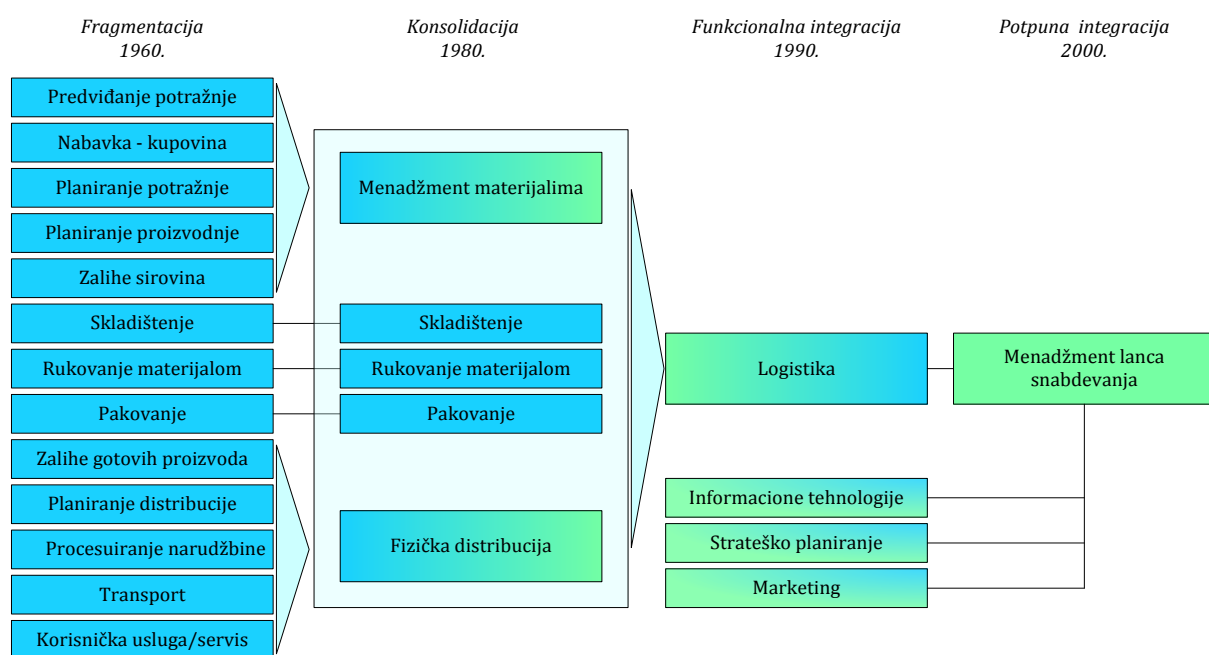 Fragmentacija
1960.
Konsolidacija
1980.
Funkcionalna integracija
1990.
Potpuna integracija
2000.
Predviđanje potražnje
Nabavka - kupovina
Planiranje potražnje
Planiranje proizvodnje
Zalihe sirovina
Skladištenje
Rukovanje materijalom
Pakovanje
Zalihe gotovih proizvoda
Planiranje distribucije
Procesuiranje narudžbine
Transport
Korisnička usluga/servis
Menadžment materijalima
Skladištenje
Rukovanje materijalom
Pakovanje
Fizička distribucija
Logistika
Informacione tehnologije
Strateško planiranje
Marketing
Menadžment lanca
snabdevanja